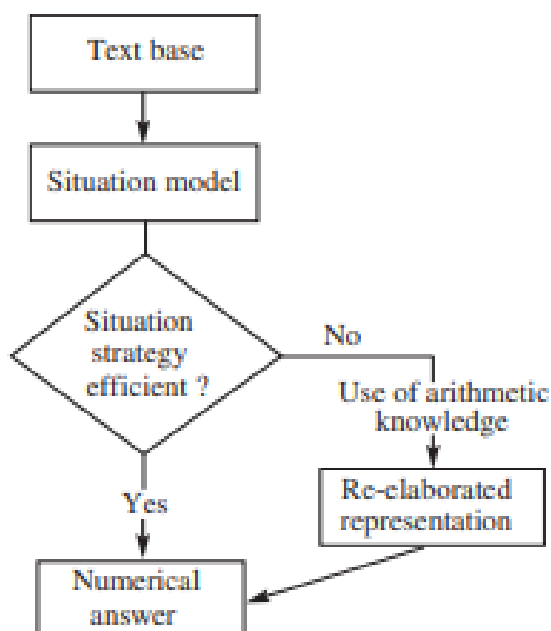 Text base
Situation model
Situation
strategy
efficient ?
No
Use of arithmetic
knowledge
Re-elaborated
representation
Yes
Numerical
answer